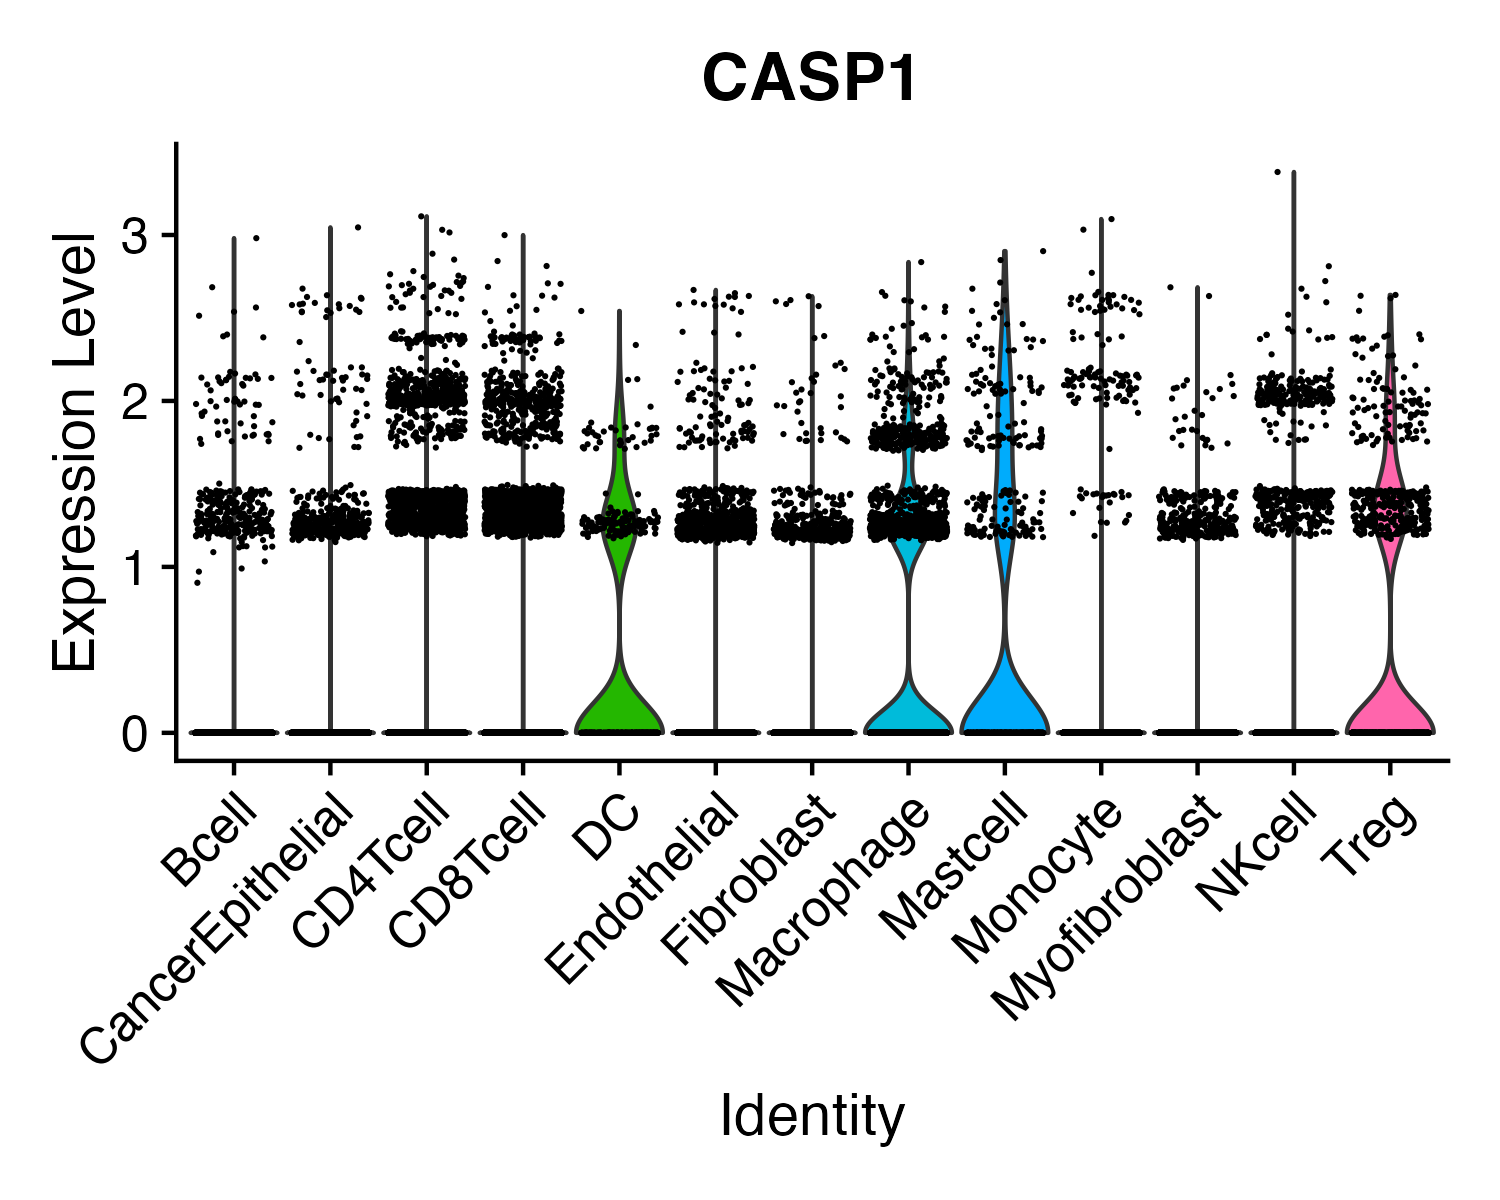 CASP1
Expression Level
3
2
1
0
Bcell
CancerEpithelial
CD4Tcell
CD8Tcell
DC
Endothelial
Fibroblast
Macrophage
Mastcell
Monocyte
Myofibroblast
NKcell
Treg
Identity